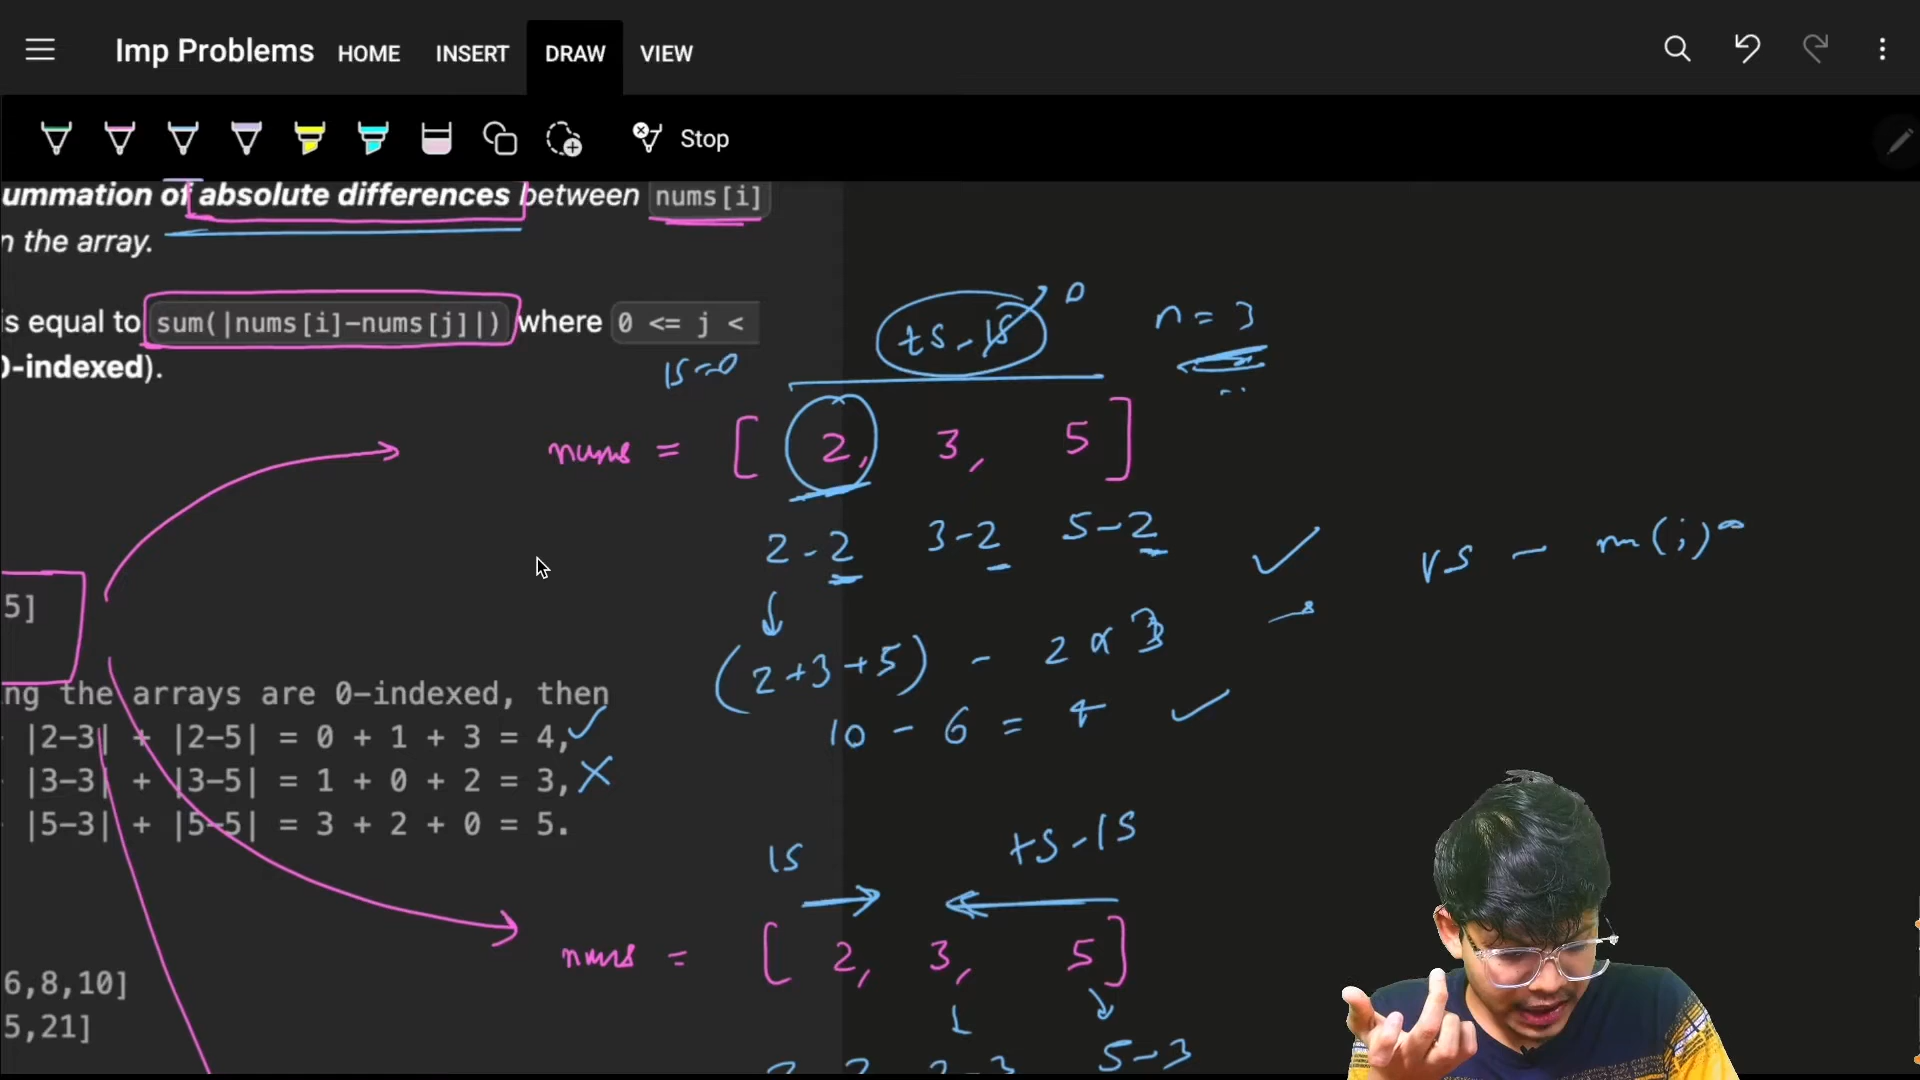 Imp Problems HOME INSERT DRAW VIEW
Stop
ummation of absolute differences between nums[i]
n the array.
is equal to sum(|nums[i]-nums[j]|) where 0 <= j <
0-indexed).
ls=0
ts-ls 0
n = 3
nums = [ 2, 3, 5 ]
2-2 3-2 5-2
rs -
(2+3+5) - 2 x 3
10 - 6 = 4
5]
ng the arrays are 0-indexed, then
|2-3| + |2-5| = 0 + 1 + 3 = 4,
|3-3| + |3-5| = 1 + 0 + 2 = 3,
|5-3| + |5-5| = 3 + 2 + 0 = 5.
ls ts-ls
nums = [ 2, 3, 5 ]
6,8,10]
5,21]
5-3